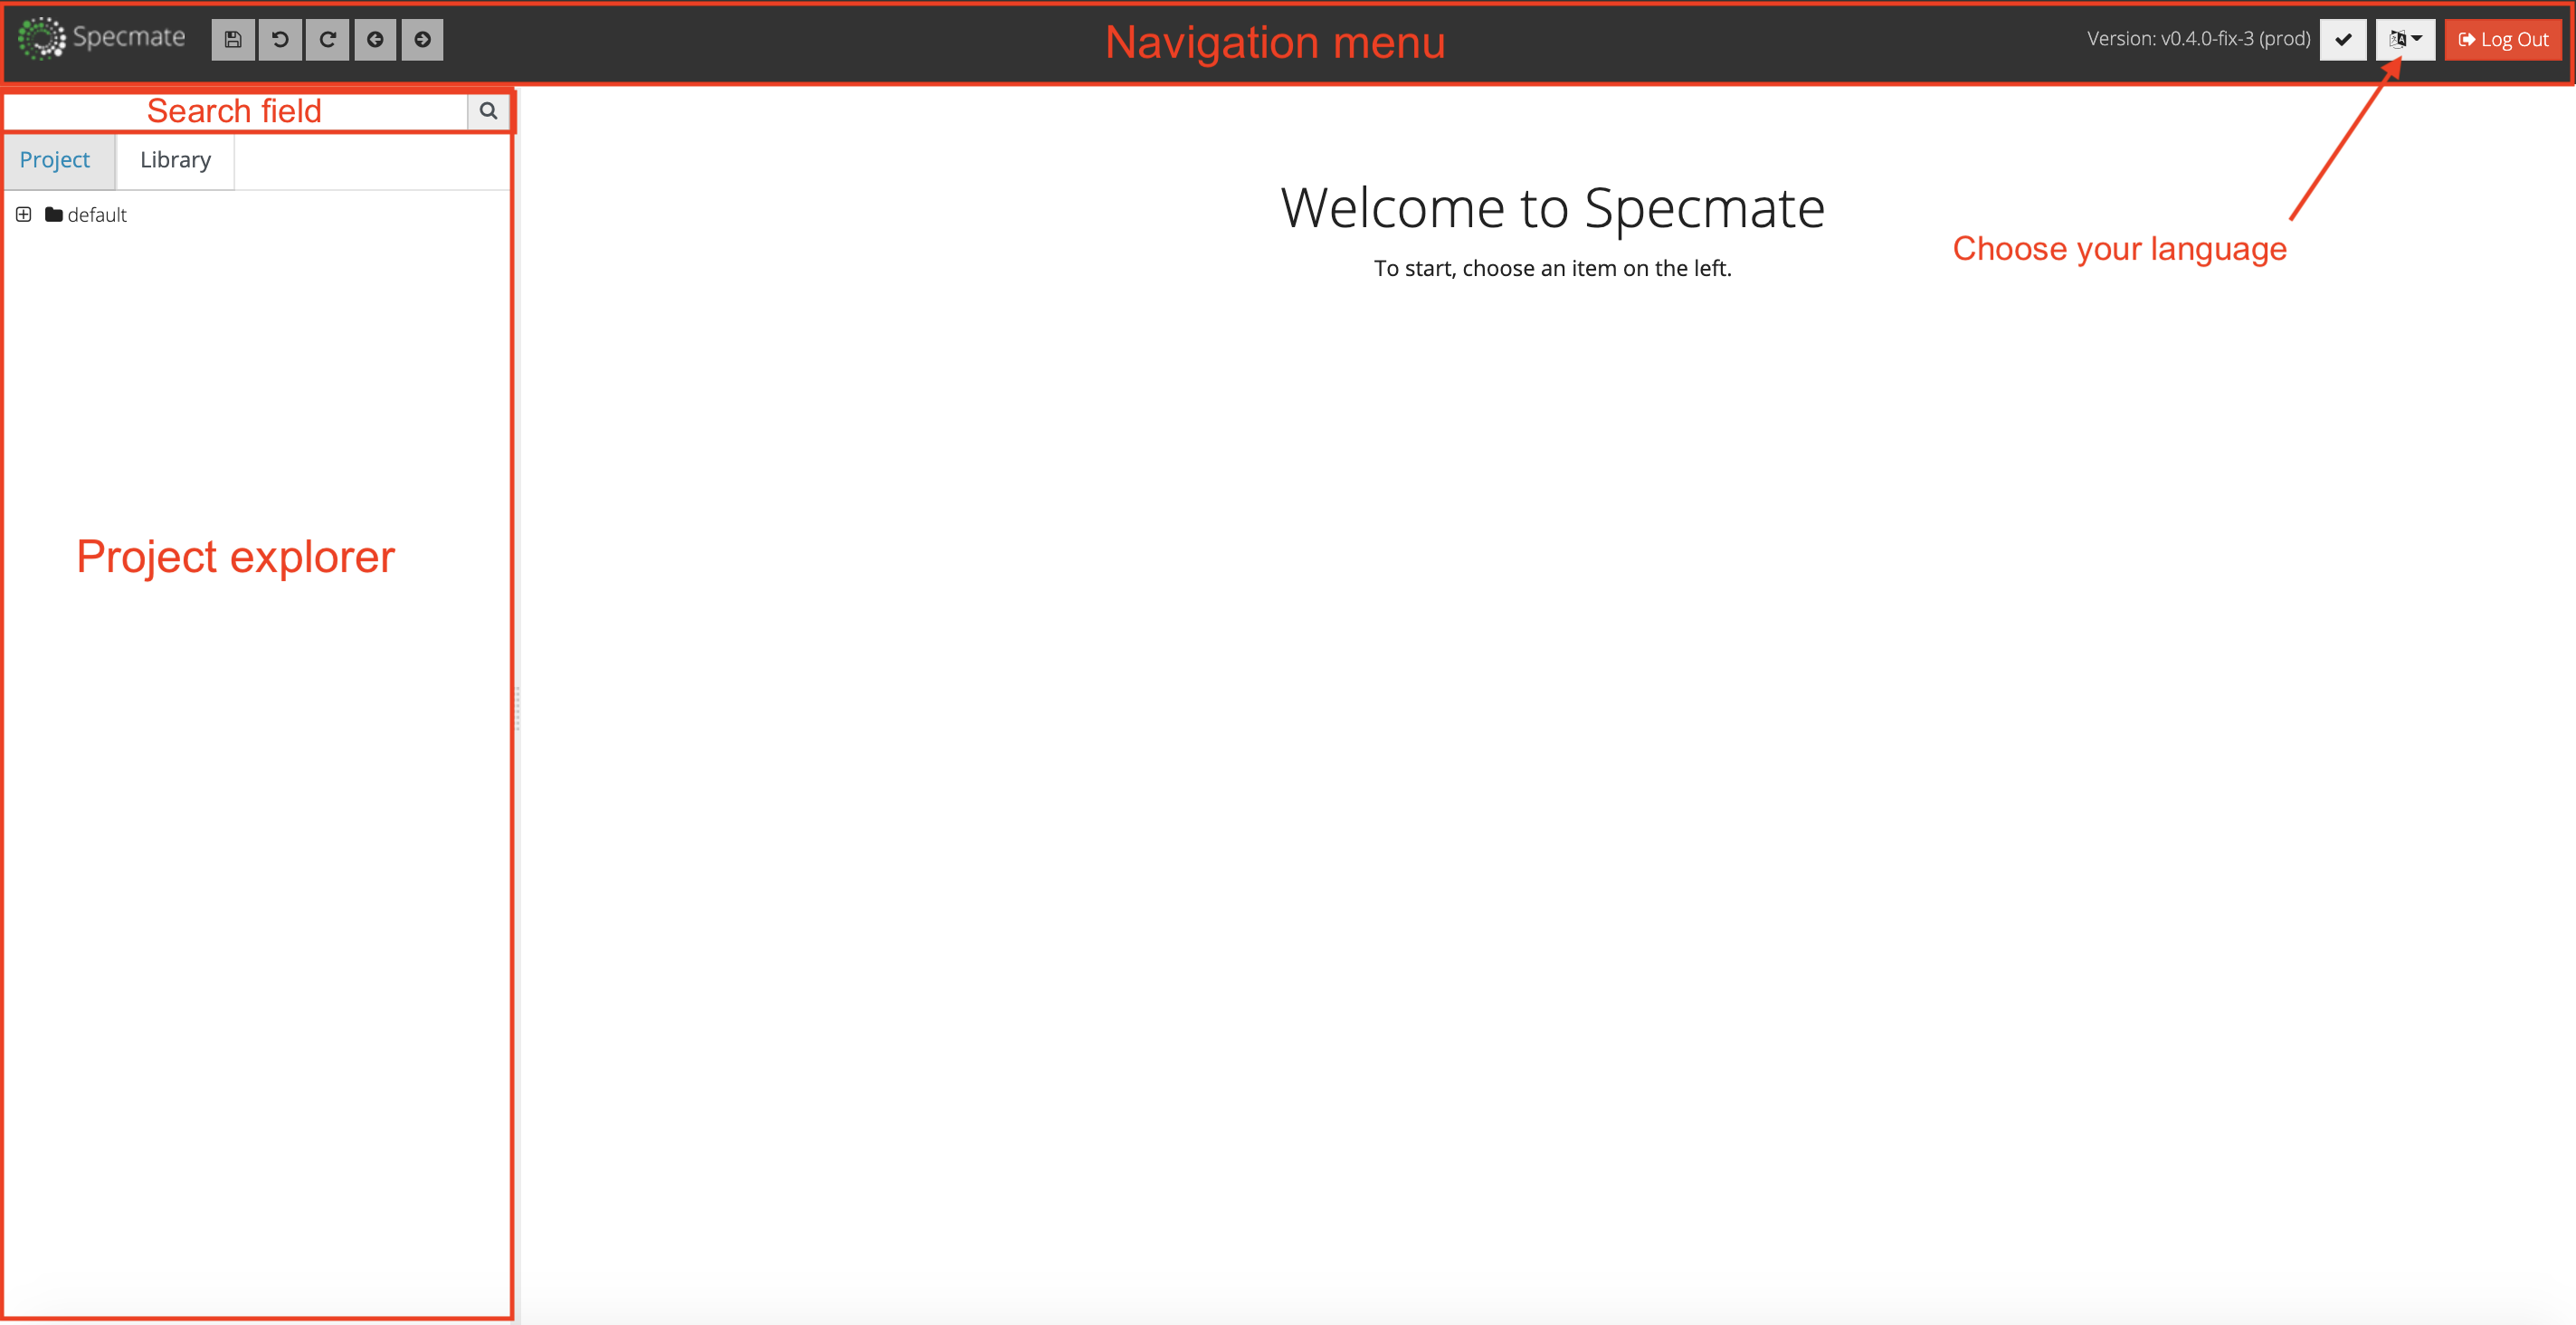 Specmate
Navigation menu
Version: v0.4.0-fix-3 (prod)
Log Out
Search field
Project
Library
default
Welcome to Specmate
To start, choose an item on the left.
Choose your language
Project explorer